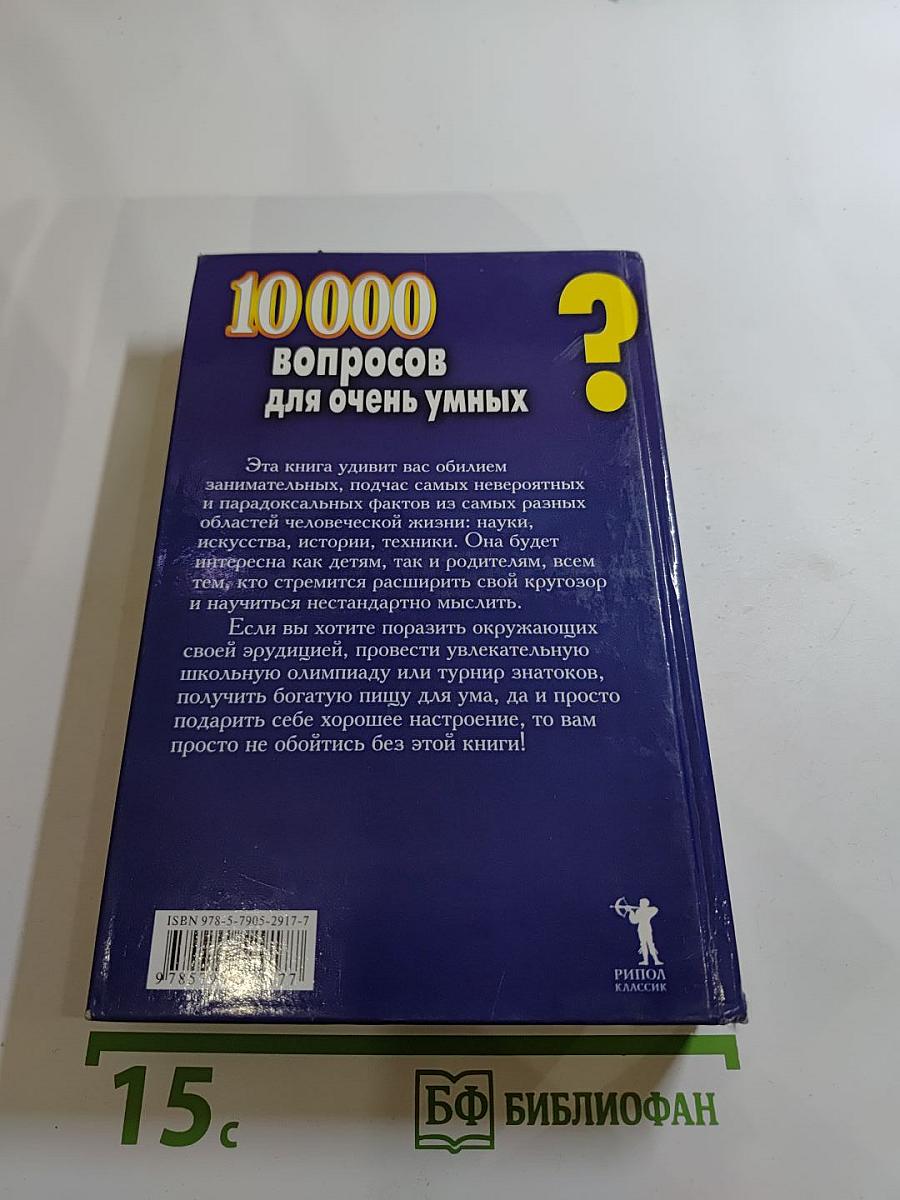 10 000
?
вопросов
для очень умных
Эта книга удивит вас обилием
занимательных, подчас самых невероятных
и парадоксальных фактов из самых разных
областей человеческой жизни: науки,
искусства, истории, техники. Она будет
интересна как детям, так и родителям, всем
тем, кто стремится расширить свой кругозор
и научиться нестандартно мыслить.
Если вы хотите поразить окружающих
своей эрудицией, провести увлекательную
школьную олимпиаду или турнир знатоков,
получить богатую пищу для ума, да и просто
подарить себе хорошее настроение, то вам
просто не обойтись без этой книги!
ISBN 978-5-7905-2917-7
РИПОЛ
КЛАССИК
15 с
БФ БИБЛИОФАН